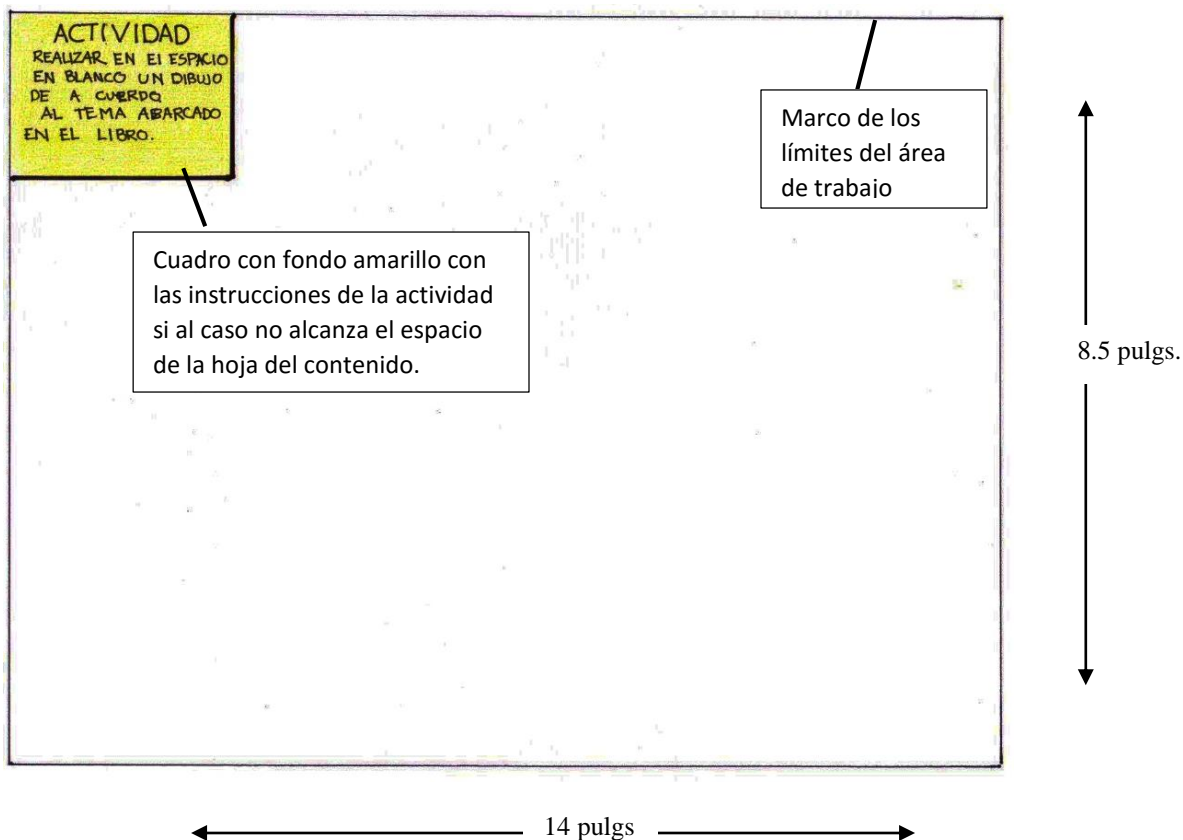 ACTIVIDAD
REALIZAR EN El ESPACIO
EN BLANCO UN DIBUJO
DE A CUERDO
AL TEMA ABARCADO
EN EL LIBRO.
Marco de los
límites del área
de trabajo
Cuadro con fondo amarillo con
las instrucciones de la actividad
si al caso no alcanza el espacio
de la hoja del contenido.
8.5 pulgs.
14 pulgs